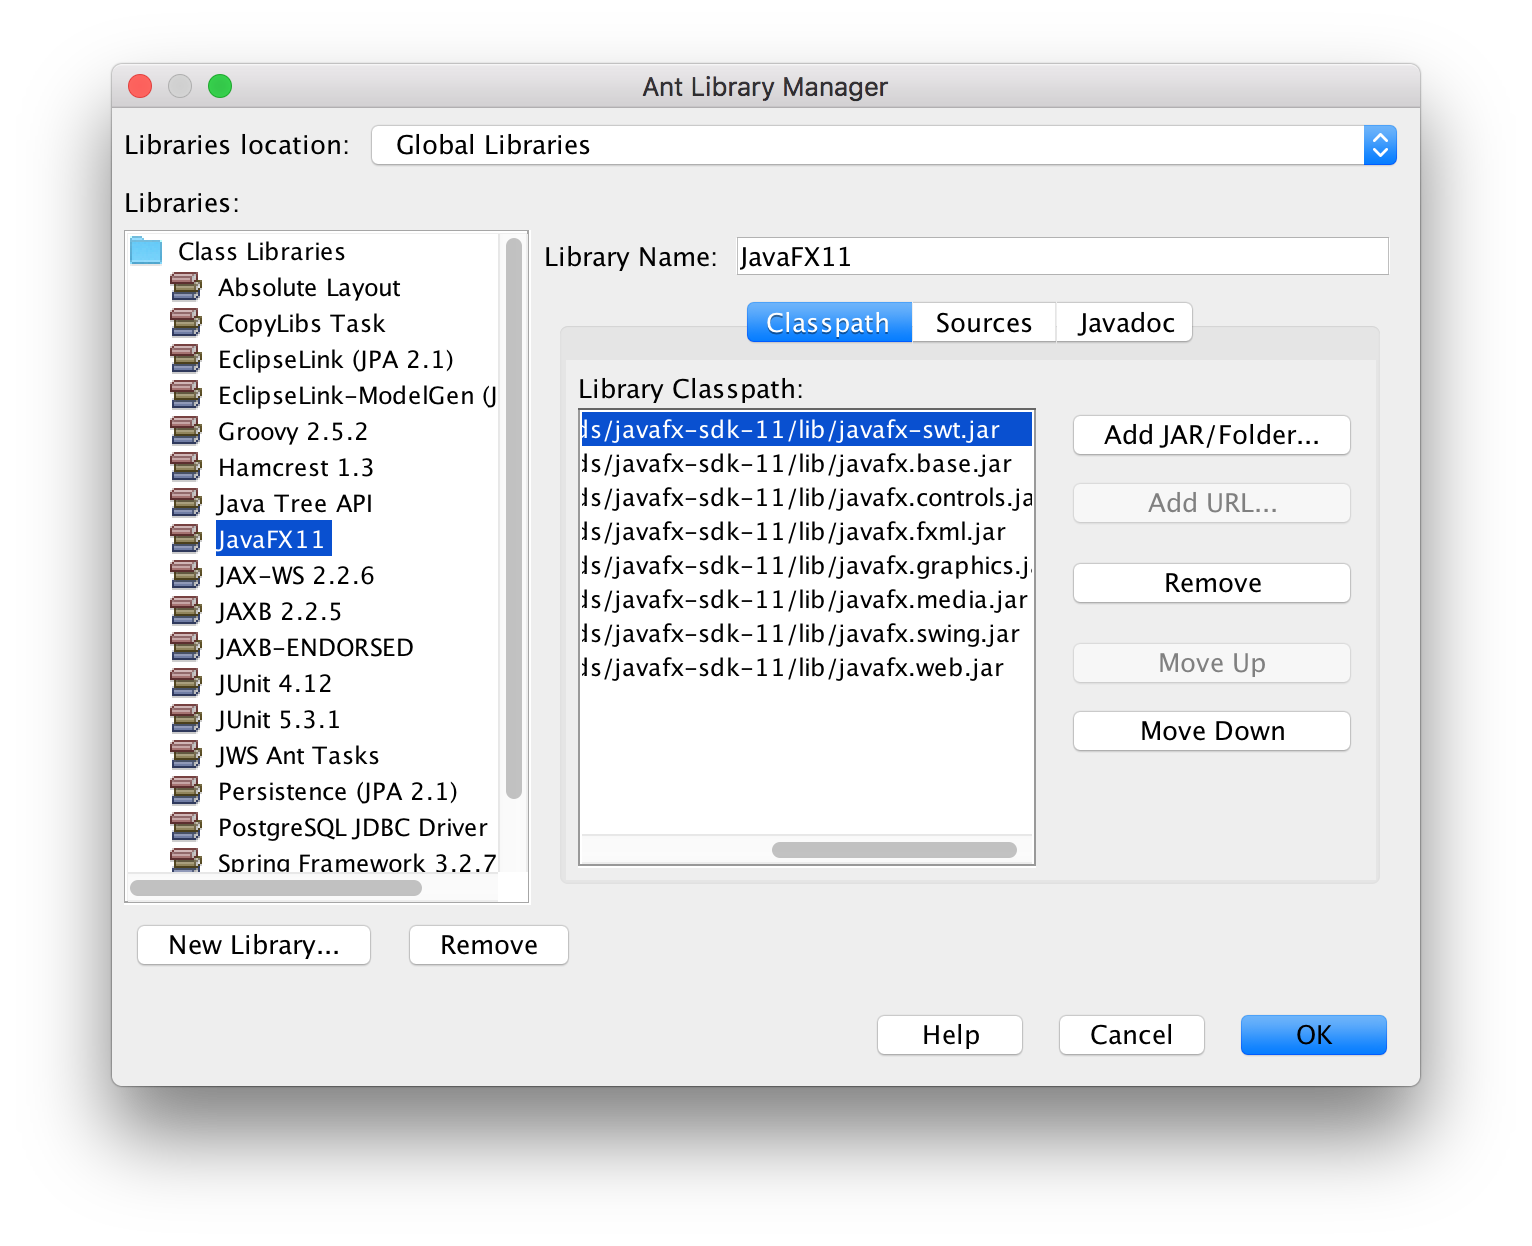 Ant Library Manager
Libraries location: Global Libraries
Libraries:
Class Libraries
Absolute Layout
CopyLibs Task
EclipseLink (JPA 2.1)
EclipseLink-ModelGen (J
Groovy 2.5.2
Hamcrest 1.3
Java Tree API
JavaFX11
JAX-WS 2.2.6
JAXB 2.2.5
JAXB-ENDORSED
JUnit 4.12
JUnit 5.3.1
JWS Ant Tasks
Persistence (JPA 2.1)
PostgreSQL JDBC Driver
Spring Framework 3.2.7
New Library...
Remove
Library Name: JavaFX11
Classpath Sources Javadoc
Library Classpath:
ds/javafx-sdk-11/lib/javafx-swt.jar
ds/javafx-sdk-11/lib/javafx.base.jar
ds/javafx-sdk-11/lib/javafx.controls.ja
ds/javafx-sdk-11/lib/javafx.fxml.jar
ds/javafx-sdk-11/lib/javafx.graphics.j
ds/javafx-sdk-11/lib/javafx.media.jar
ds/javafx-sdk-11/lib/javafx.swing.jar
ds/javafx-sdk-11/lib/javafx.web.jar
Add JAR/Folder...
Add URL...
Remove
Move Up
Move Down
Help
Cancel
OK